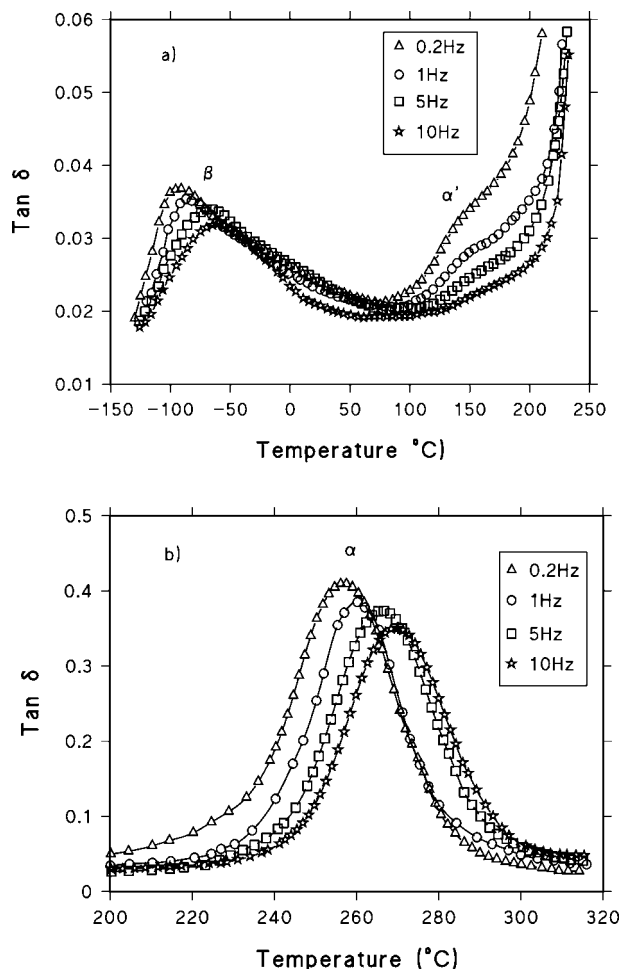 0.06
0.05
0.04
0.03
0.02
0.01
Tan δ
a)
β
α'
0.2Hz
1Hz
5Hz
10Hz
−150 −100 −50 0 50 100 150 200 250
Temperature °C)
0.5
0.4
0.3
0.2
0.1
0
Tan δ
b)
α
0.2Hz
1Hz
5Hz
10Hz
200 220 240 260 280 300 320
Temperature (°C)